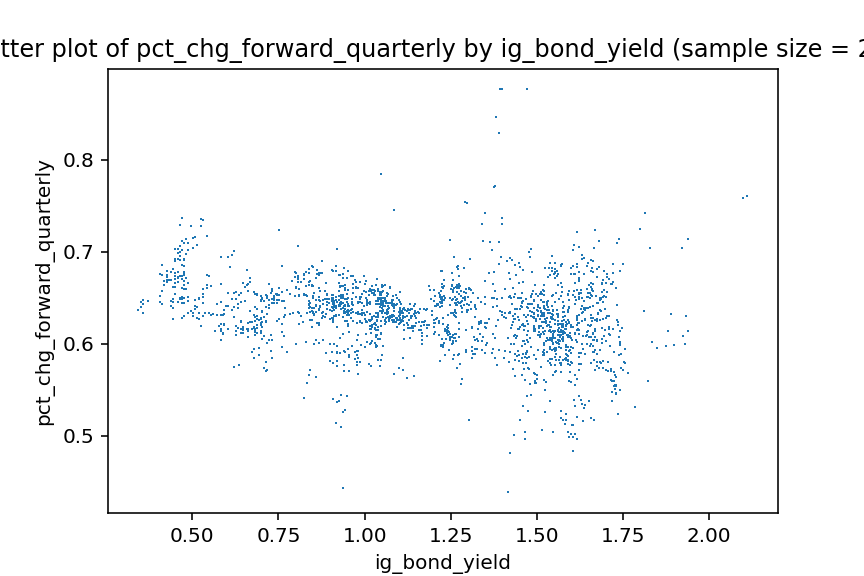 tter plot of pct_chg_forward_quarterly by ig_bond_yield (sample size = 2
pct_chg_forward_quarterly
0.8
0.7
0.6
0.5
0.50 0.75 1.00 1.25 1.50 1.75 2.00
ig_bond_yield